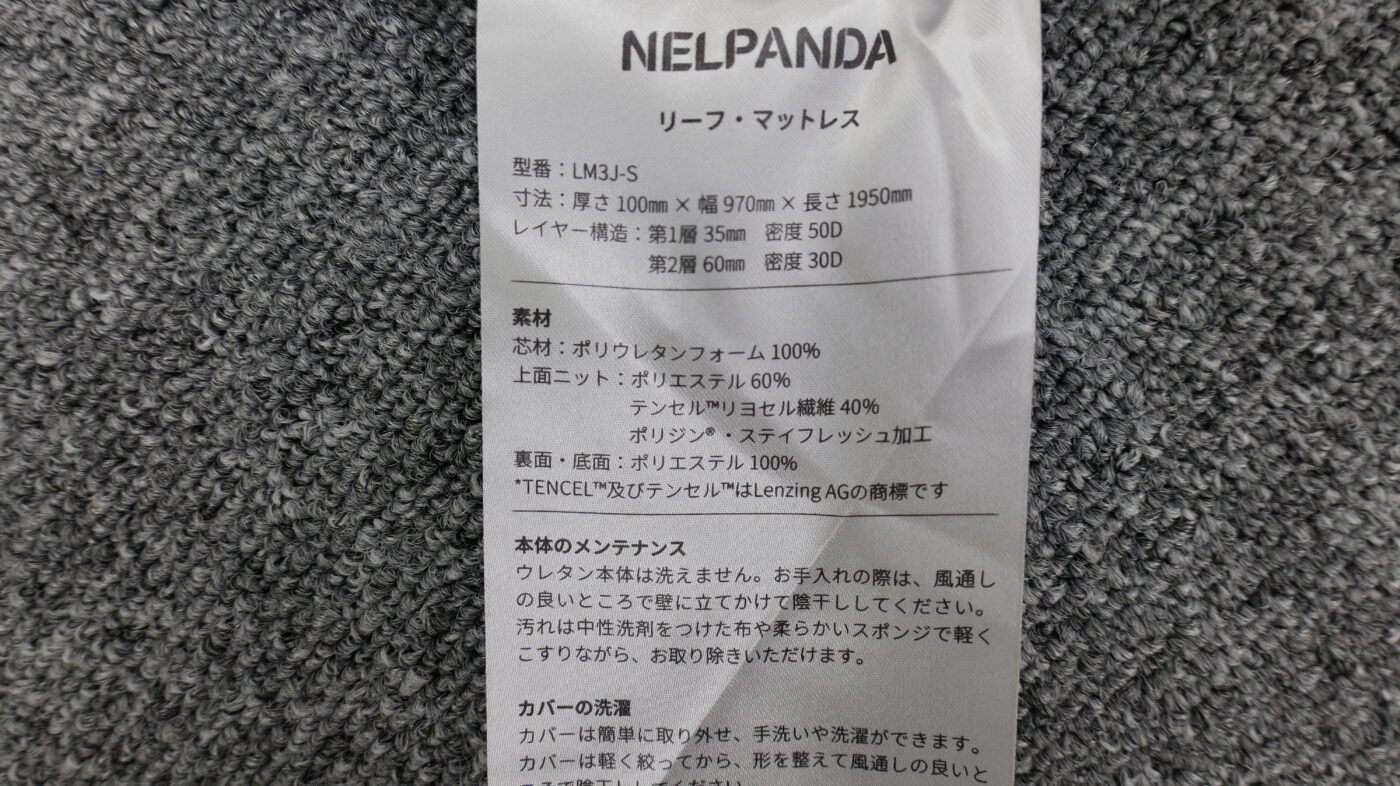 NELPANDA
リーフ・マットレス
型番：LM3J-S
寸法：厚さ 100㎜ × 幅 970㎜ × 長さ 1950㎜
レイヤー構造：第1層 35㎜　密度 50D
第2層 60㎜　密度 30D
素材
芯材：ポリウレタンフォーム 100%
上面ニット：ポリエステル 60%
テンセル™リヨセル繊維 40%
ポリジン®・ステイフレッシュ加工
裏面・底面：ポリエステル 100%
*TENCEL™及びテンセル™はLenzing AGの商標です
本体のメンテナンス
ウレタン本体は洗えません。お手入れの際は、風通し
の良いところで壁に立てかけて陰干ししてください。
汚れは中性洗剤をつけた布や柔らかいスポンジで軽く
こすりながら、お取り除きいただけます。
カバーの洗濯
カバーは簡単に取り外せ、手洗いや洗濯ができます。
カバーは軽く絞ってから、形を整えて風通しの良いと
ころで陰干ししてください。